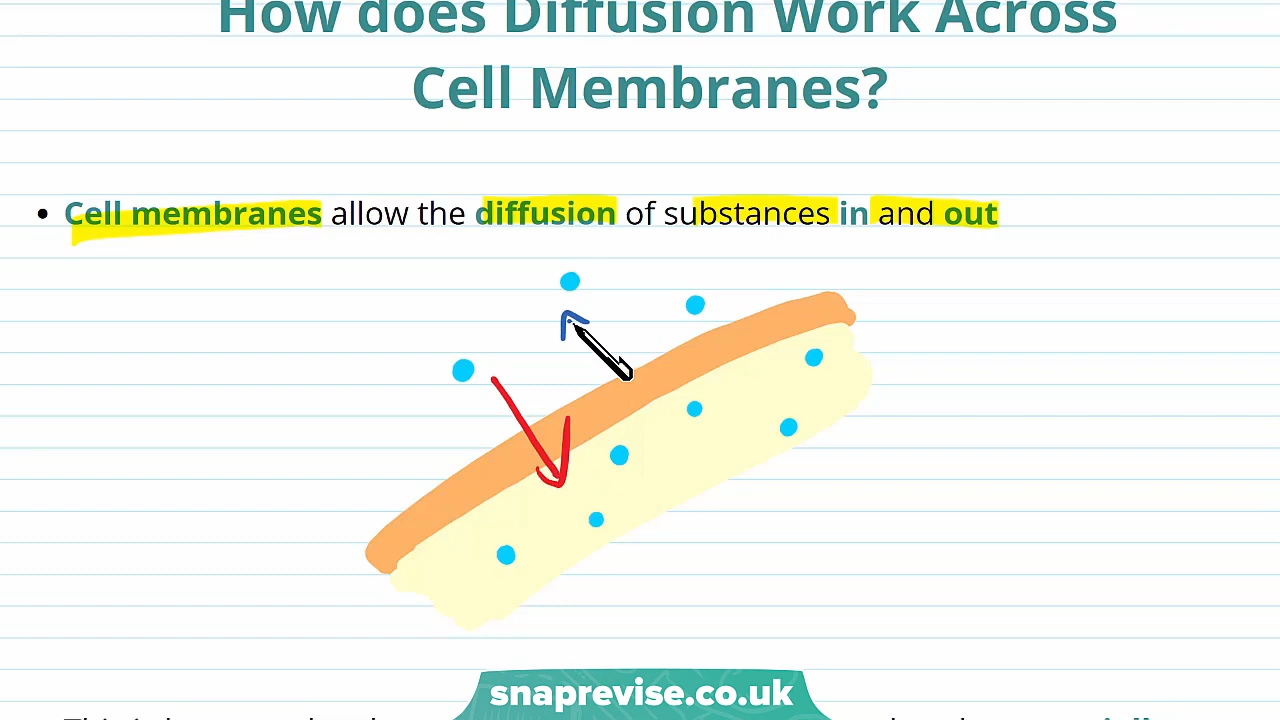 How does Diffusion Work Across
Cell Membranes?
• Cell membranes allow the diffusion of substances in and out
snaprevise.co.uk